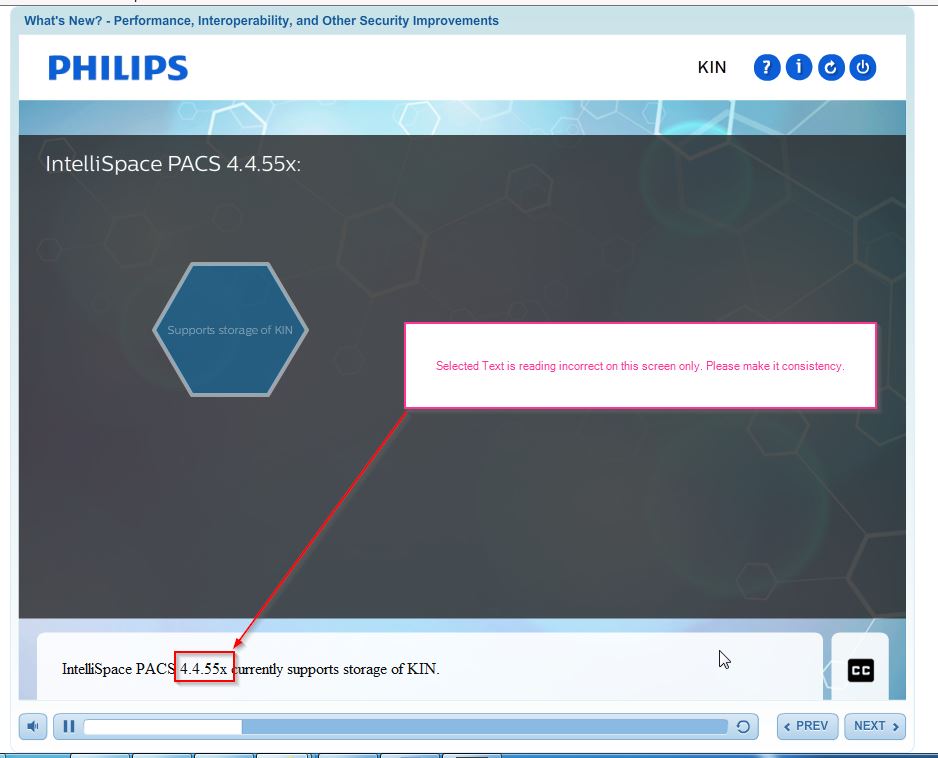 What's New? - Performance, Interoperability, and Other Security Improvements
PHILIPS
KIN
?
i
IntelliSpace PACS 4.4.55x:
Supports storage of KIN
Selected Text is reading incorrect on this screen only. Please make it consistency.
IntelliSpace PACS 4.4.55x currently supports storage of KIN.
CC
< PREV
NEXT >